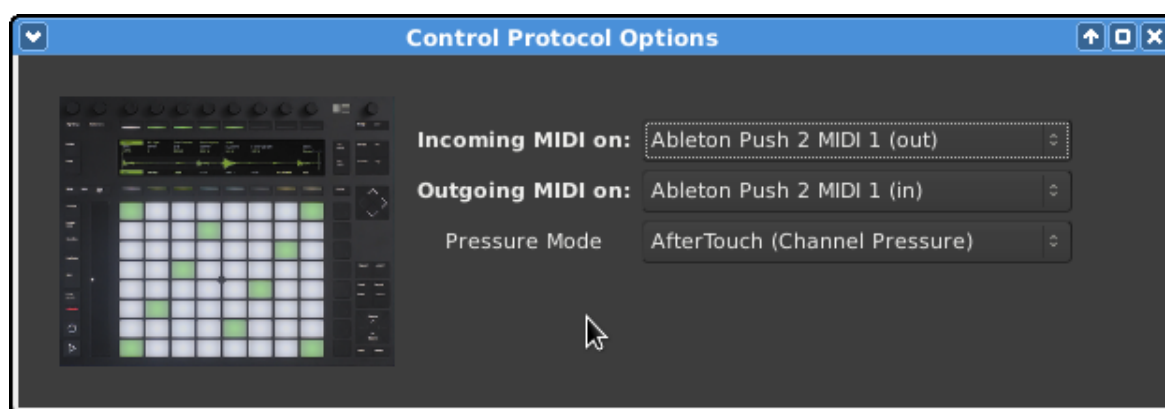 Control Protocol Options
Incoming MIDI on: Ableton Push 2 MIDI 1 (out)
Outgoing MIDI on: Ableton Push 2 MIDI 1 (in)
Pressure Mode AfterTouch (Channel Pressure)